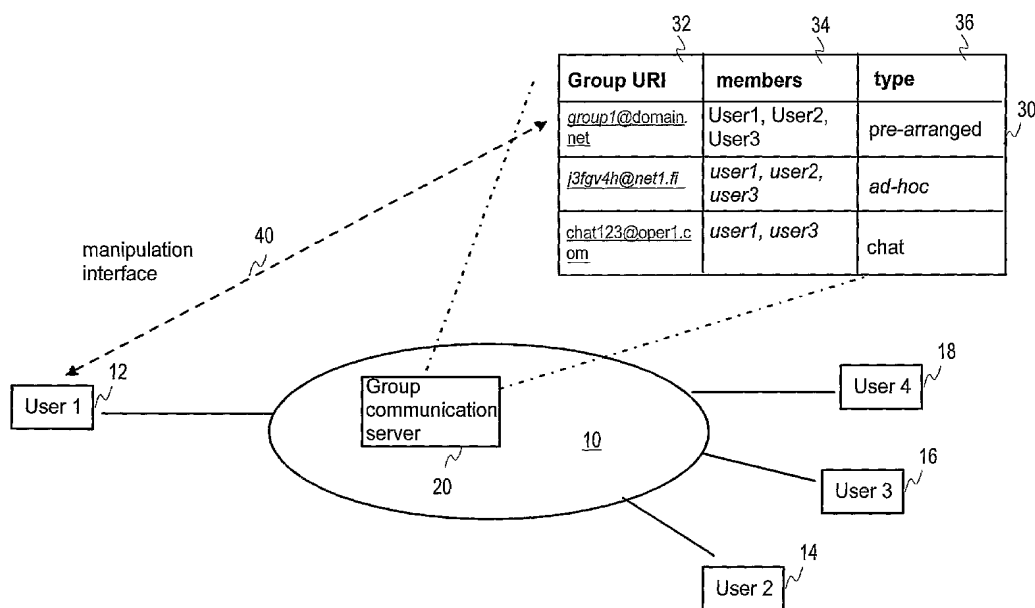 32
34
36
Group URI
members
type
30
group1@domain.
net
User1, User2,
User3
pre-arranged
j3fgv4h@net1.fi
user1, user2,
user3
ad-hoc
chat123@oper1.c
om
user1, user3
chat
manipulation
interface
40
12
User 1
Group
communication
server
20
10
18
User 4
16
User 3
14
User 2